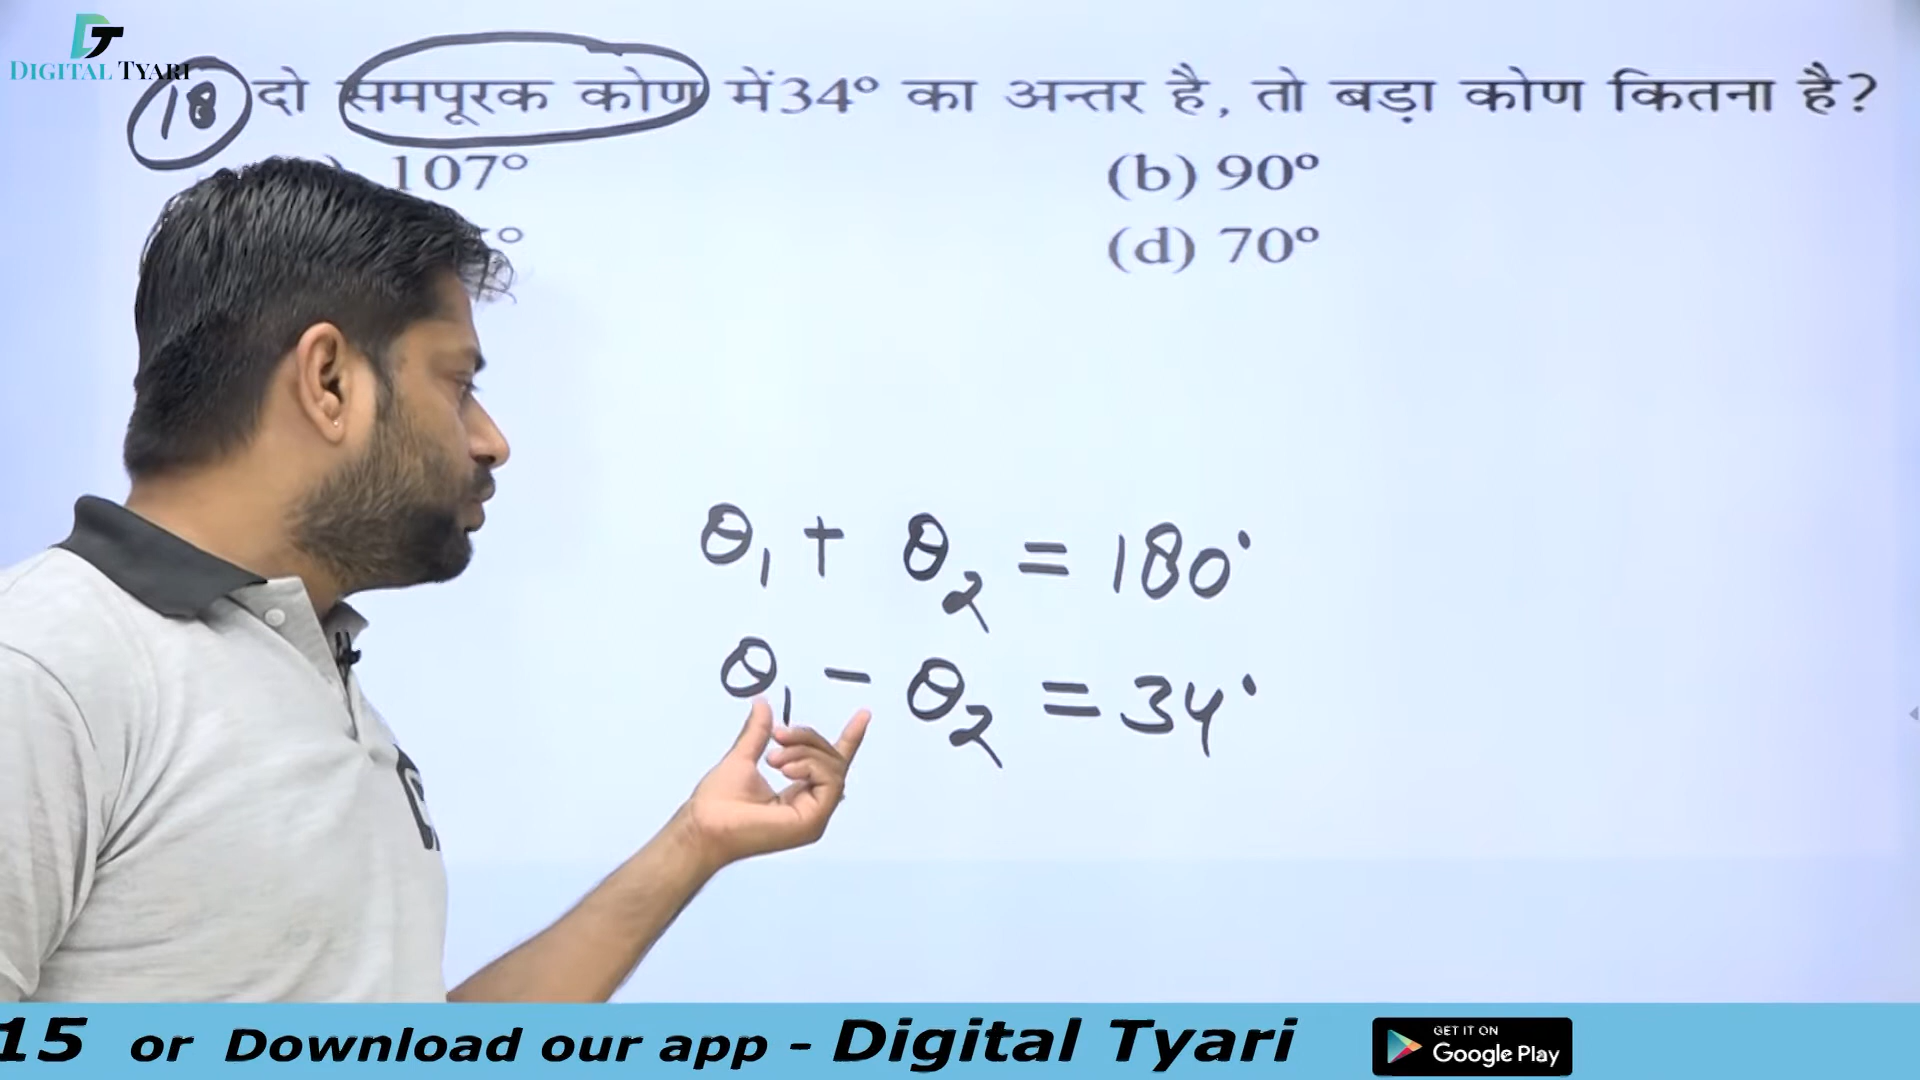 DIGITAL TYARI
18 दो समपूरक कोण में 34° का अन्तर है, तो बड़ा कोण कितना है?
107°
(b) 90°
(d) 70°
θ₁ + θ₂ = 180°
θ₁ - θ₂ = 34°
15 or Download our app - Digital Tyari
GET IT ON
Google Play